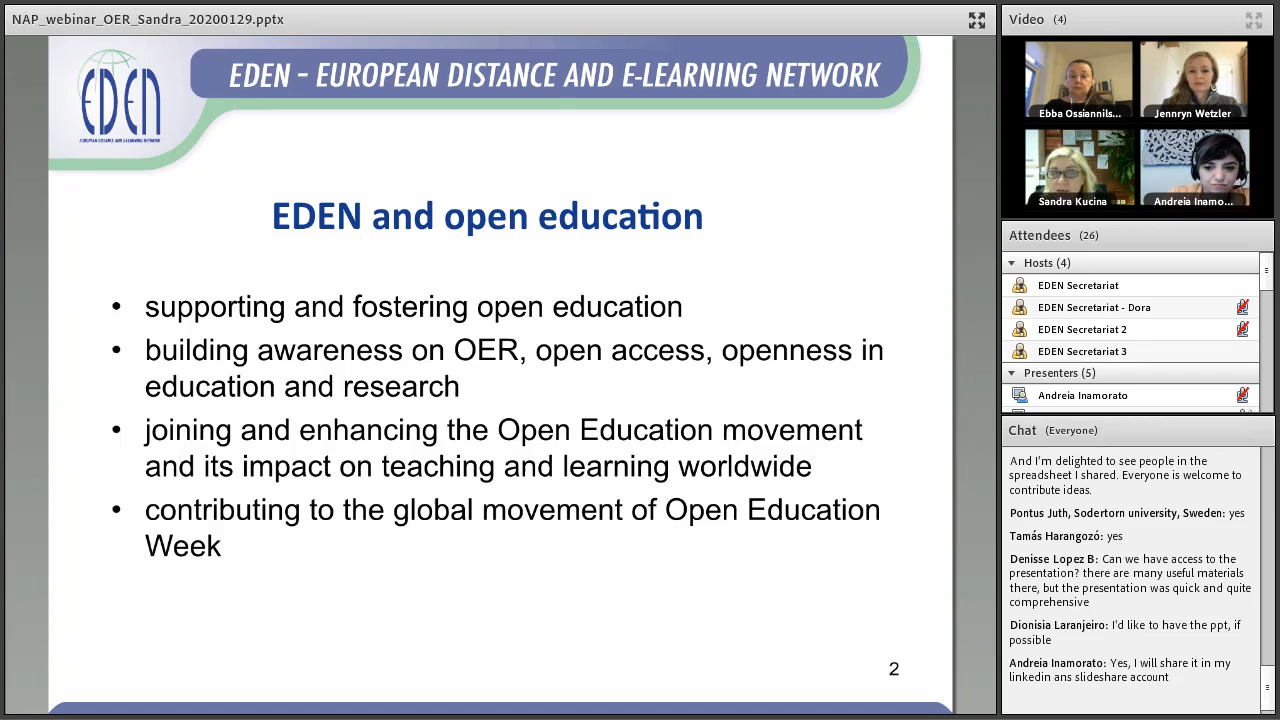 NAP_webinar_OER_Sandra_20200129.pptx
EDEN
EUROPEAN DISTANCE AND E-LEARNING NETWORK
EDEN - EUROPEAN DISTANCE AND E-LEARNING NETWORK
EDEN and open education
• supporting and fostering open education
• building awareness on OER, open access, openness in
education and research
• joining and enhancing the Open Education movement
and its impact on teaching and learning worldwide
• contributing to the global movement of Open Education
Week
2
Video (4)
Ebba Ossiannils...
Jennryn Wetzler
Sandra Kucina
Andreia Inamo...
Attendees (26)
Hosts (4)
EDEN Secretariat
EDEN Secretariat - Dora
EDEN Secretariat 2
EDEN Secretariat 3
Presenters (5)
Andreia Inamorato
Chat (Everyone)
And I'm delighted to see people in the
spreadsheet I shared. Everyone is welcome to
contribute ideas.
Pontus Juth, Sodertorn university, Sweden: yes
Tamás Harangozó: yes
Denisse Lopez B: Can we have access to the
presentation? there are many useful materials
there, but the presentation was quick and quite
comprehensive
Dionisia Laranjeiro: I'd like to have the ppt, if
possible
Andreia Inamorato: Yes, I will share it in my
linkedin ans slideshare account